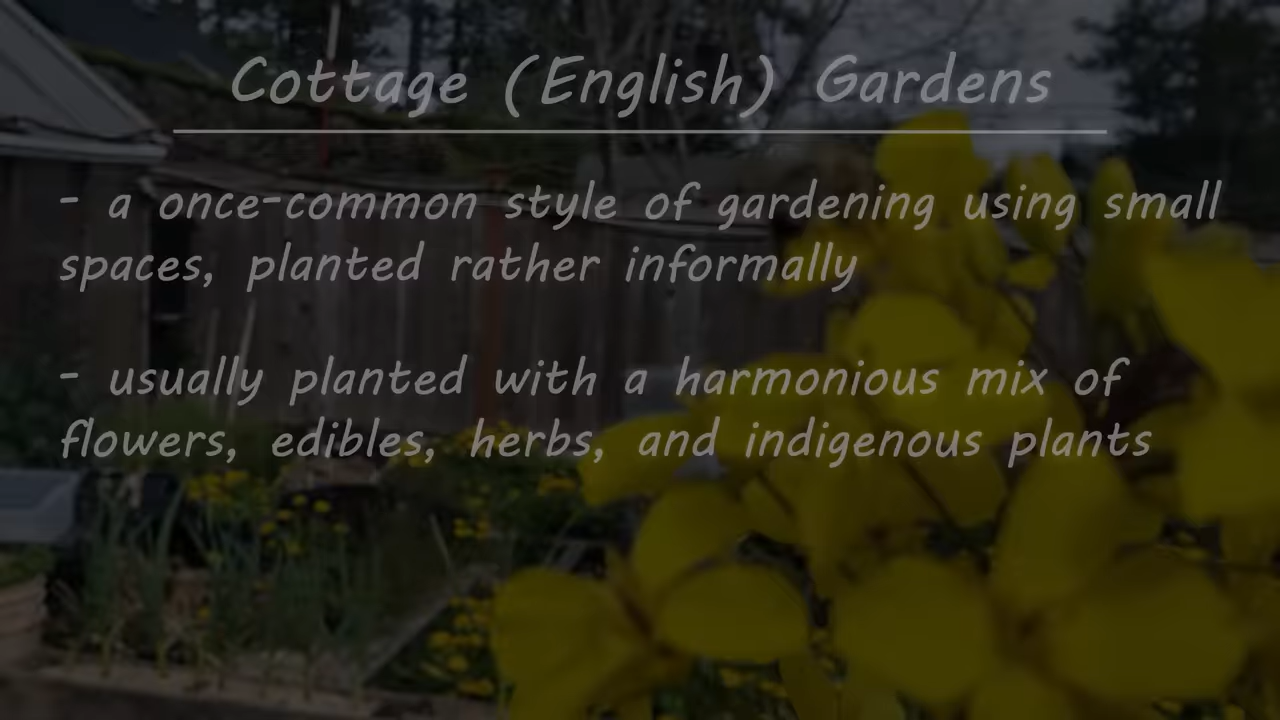 Cottage (English) Gardens
- a once-common style of gardening using small
spaces, planted rather informally
- usually planted with a harmonious mix of
flowers, edibles, herbs, and indigenous plants